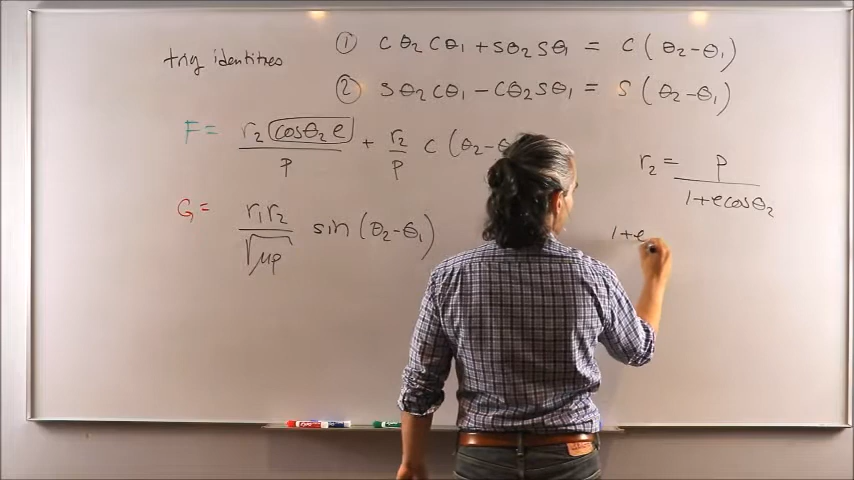 trig identities
① cθ₂cθ₁ + sθ₂sθ₁ = c(θ₂-θ₁)
② sθ₂cθ₁ - cθ₂sθ₁ = s(θ₂-θ₁)
F = r₂ cosθ₂ e / p + r₂ / p c(θ₂-θ
r₂ = p / 1+ecosθ₂
G = r₁r₂ / √μp sin(θ₂-θ₁)
1+e